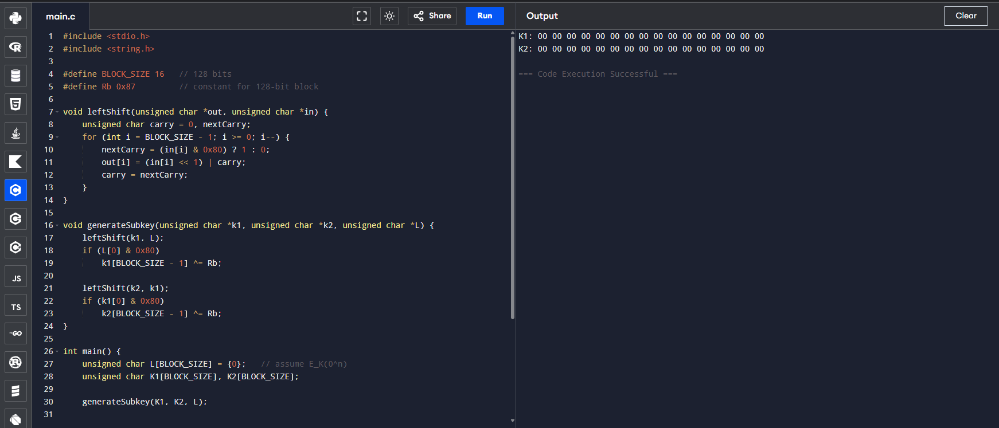 main.c
Share
Run
Output
Clear
1 #include <stdio.h>
2 #include <string.h>
3
4 #define BLOCK_SIZE 16   // 128 bits
5 #define Rb 0x87         // constant for 128-bit block
6
7 void leftShift(unsigned char *out, unsigned char *in) {
8     unsigned char carry = 0, nextCarry;
9     for (int i = BLOCK_SIZE - 1; i >= 0; i--) {
10         nextCarry = (in[i] & 0x80) ? 1 : 0;
11         out[i] = (in[i] << 1) | carry;
12         carry = nextCarry;
13     }
14 }
15
16 void generateSubkey(unsigned char *k1, unsigned char *k2, unsigned char *L) {
17     leftShift(k1, L);
18     if (L[0] & 0x80)
19         k1[BLOCK_SIZE - 1] ^= Rb;
20
21     leftShift(k2, k1);
22     if (k1[0] & 0x80)
23         k2[BLOCK_SIZE - 1] ^= Rb;
24 }
25
26 int main() {
27     unsigned char L[BLOCK_SIZE] = {0};   // assume E_K(0^n)
28     unsigned char K1[BLOCK_SIZE], K2[BLOCK_SIZE];
29
30     generateSubkey(K1, K2, L);
31
K1: 00 00 00 00 00 00 00 00 00 00 00 00 00 00 00 00
K2: 00 00 00 00 00 00 00 00 00 00 00 00 00 00 00 00
=== Code Execution Successful ===
R
5
C
C
C
JS
TS
GO
R